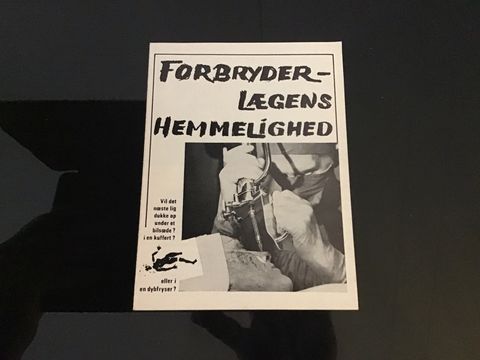 FORBRYDER-
LÆGENS
HEMMELIGHED
Vil det
næste lig
dukke op
under et
bilsæde?
i en kuffert?
eller i
en dybfryser?